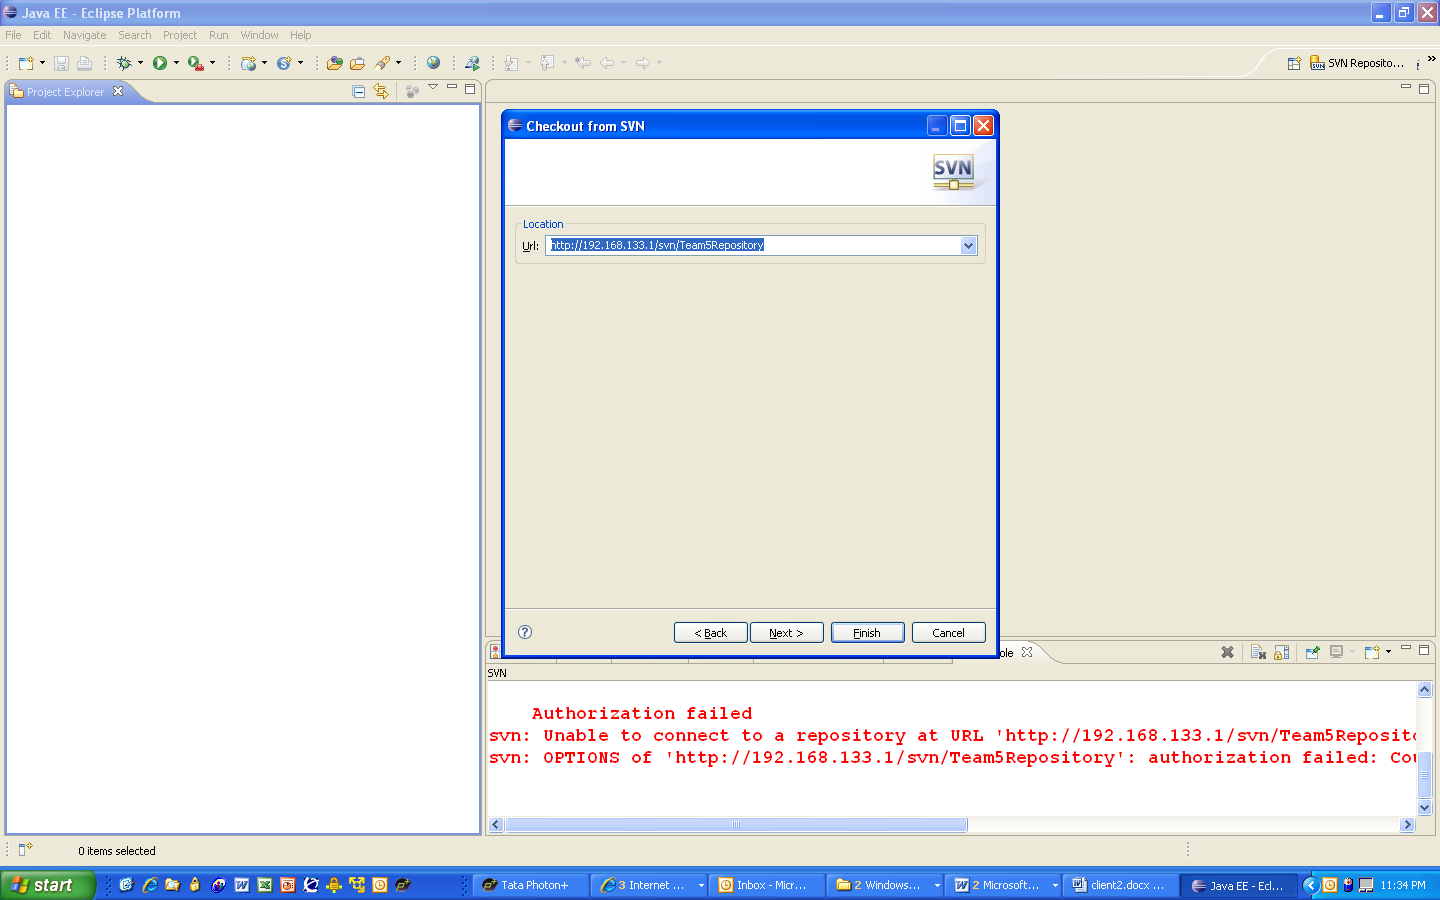 Java EE - Eclipse Platform
File Edit Navigate Search Project Run Window Help
SVN Reposito...
Project Explorer
Checkout from SVN
SVN
Location
Url: http://192.168.133.1/svn/Team5Repository
< Back Next > Finish Cancel
ole
SVN
Authorization failed
svn: Unable to connect to a repository at URL 'http://192.168.133.1/svn/Team5Reposito
svn: OPTIONS of 'http://192.168.133.1/svn/Team5Repository': authorization failed: Cou
0 items selected
start
Tata Photon+
3 Internet ...
Inbox - Micr...
2 Windows...
2 Microsoft...
client2.docx ...
Java EE - Ecl...
11:34 PM